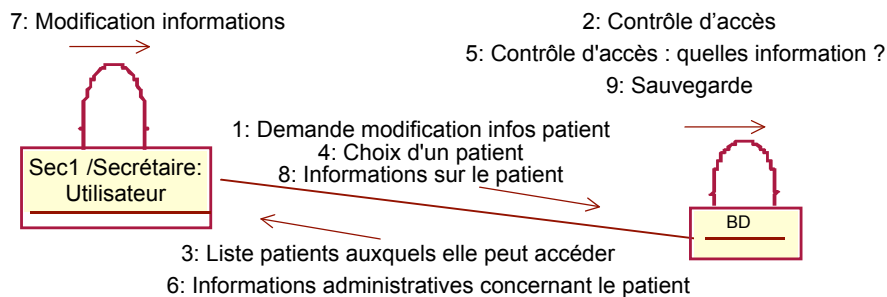 7: Modification informations
2: Contrôle d’accès
5: Contrôle d'accès : quelles information ?
9: Sauvegarde
1: Demande modification infos patient
4: Choix d'un patient
8: Informations sur le patient
Sec1 /Secrétaire:
Utilisateur
BD
3: Liste patients auxquels elle peut accéder
6: Informations administratives concernant le patient